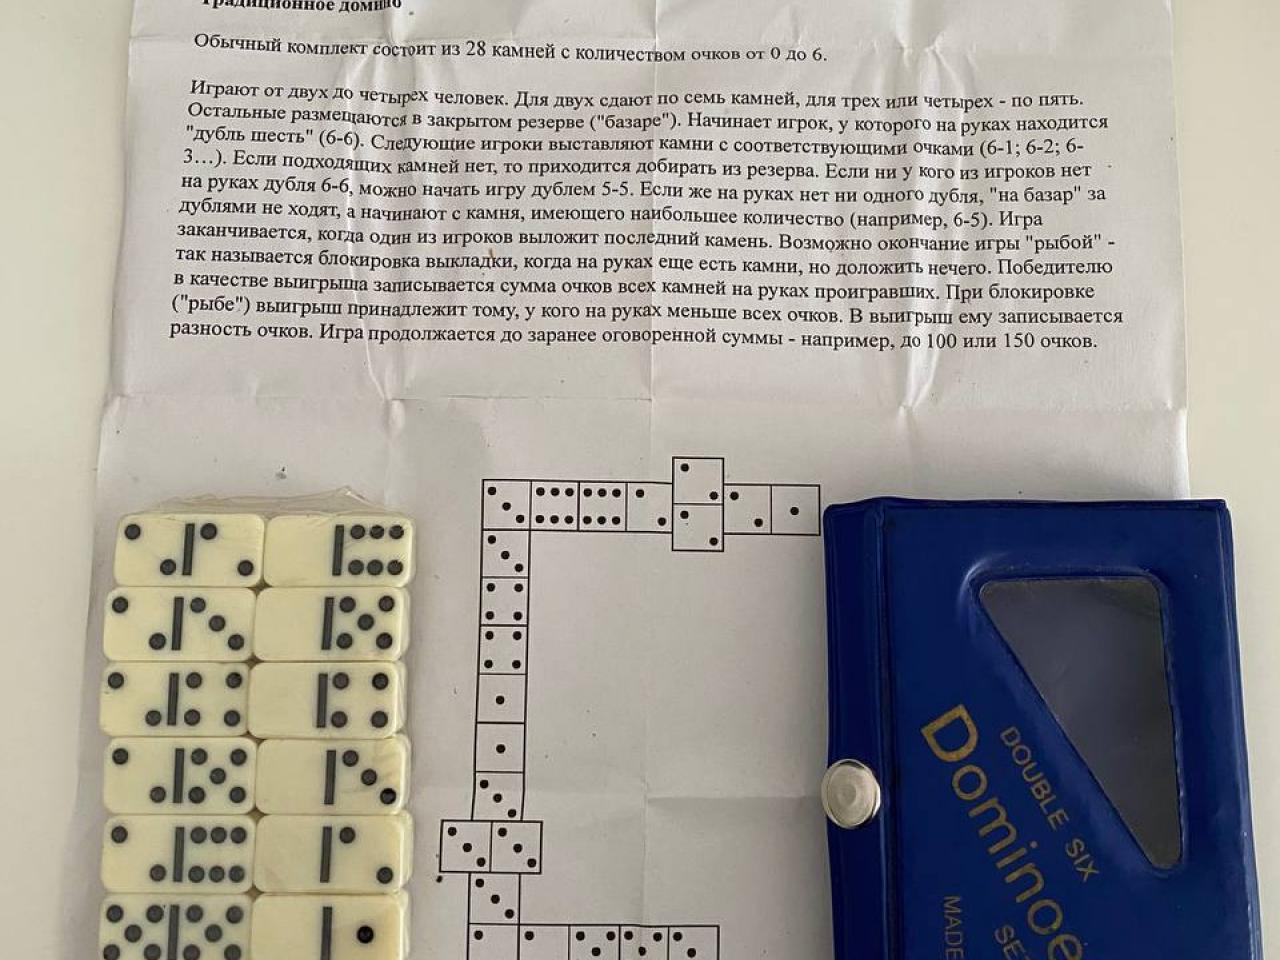 Традиционное домино
Обычный комплект состоит из 28 камней с количеством очков от 0 до 6.
Играют от двух до четырех человек. Для двух сдают по семь камней, для трех или четырех - по пять.
Остальные размещаются в закрытом резерве ("базаре"). Начинает игрок, у которого на руках находится
"дубль шесть" (6-6). Следующие игроки выставляют камни с соответствующими очками (6-1; 6-2; 6-
3…). Если подходящих камней нет, то приходится добирать из резерва. Если ни у кого из игроков нет
на руках дубля 6-6, можно начать игру дублем 5-5. Если же на руках нет ни одного дубля, "на базар" за
дублями не ходят, а начинают с камня, имеющего наибольшее количество (например, 6-5). Игра
заканчивается, когда один из игроков выложит последний камень. Возможно окончание игры "рыбой" -
так называется блокировка выкладки, когда на руках еще есть камни, но доложить нечего. Победителю
в качестве выигрыша записывается сумма очков всех камней на руках проигравших. При блокировке
("рыбе") выигрыш принадлежит тому, у кого на руках меньше всех очков. В выигрыш ему записывается
разность очков. Игра продолжается до заранее оговоренной суммы - например, до 100 или 150 очков.
DOUBLE SIX
Dominoe
SET
MADE